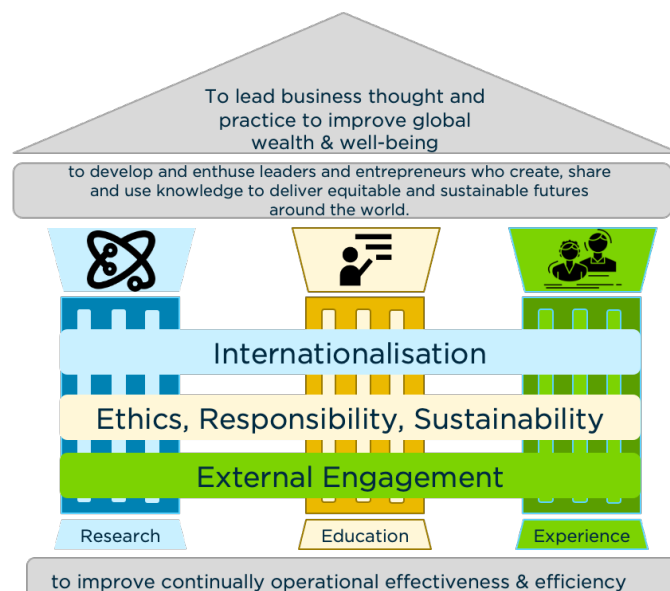 To lead business thought and
practice to improve global
wealth & well-being
to develop and enthuse leaders and entrepreneurs who create, share
and use knowledge to deliver equitable and sustainable futures
around the world.
Internationalisation
Ethics, Responsibility, Sustainability
External Engagement
Research
Education
Experience
to improve continually operational effectiveness & efficiency